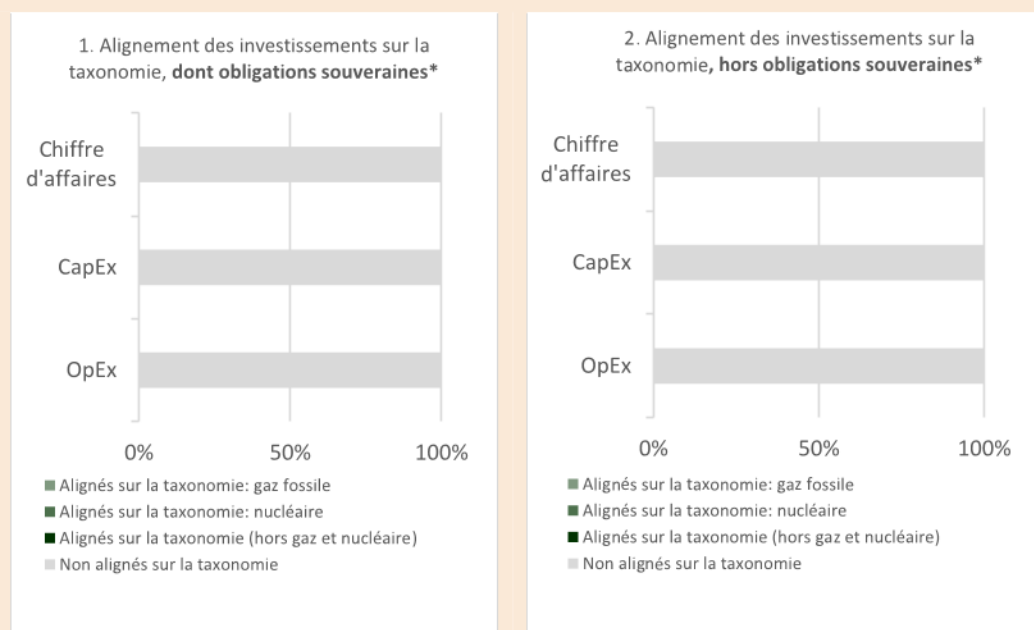 1. Alignement des investissements sur la
taxonomie, dont obligations souveraines*
Chiffre
d'affaires
CapEx
OpEx
0% 50% 100%
Alignés sur la taxonomie: gaz fossile
Alignés sur la taxonomie: nucléaire
Alignés sur la taxonomie (hors gaz et nucléaire)
Non alignés sur la taxonomie
2. Alignement des investissements sur la
taxonomie, hors obligations souveraines*
Chiffre
d'affaires
CapEx
OpEx
0% 50% 100%
Alignés sur la taxonomie: gaz fossile
Alignés sur la taxonomie: nucléaire
Alignés sur la taxonomie (hors gaz et nucléaire)
Non alignés sur la taxonomie